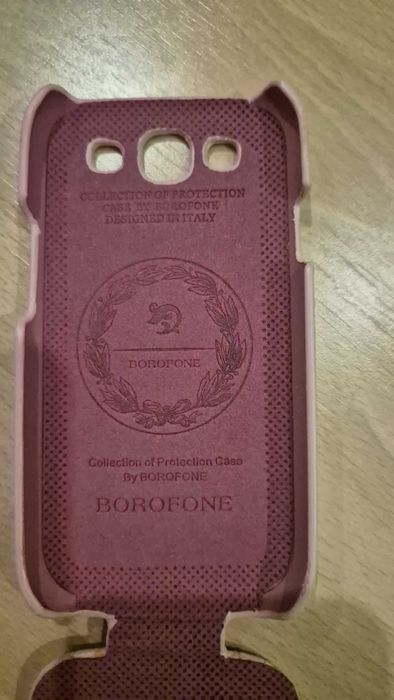 COLLECTION OF PROTECTION
CASE BY BOROFONE
DESIGNED IN ITALY
BOROFONE
Collection of Protection Case
By BOROFONE
BOROFONE